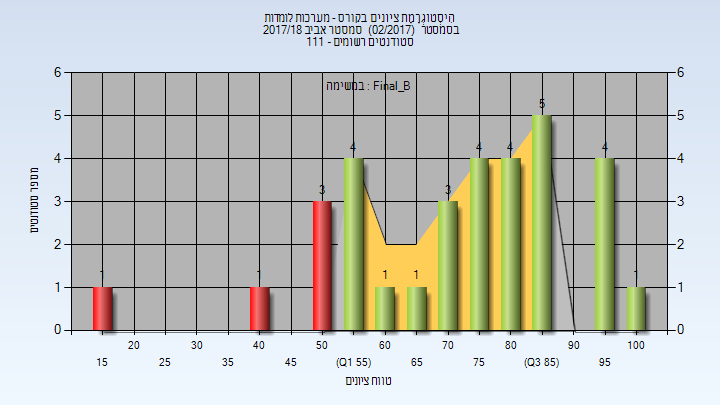 היסטוגרמת ציונים בקורס - מערכות לומדות
בסמסטר (02/2017) סמסטר אביב 2017/18
סטודנטים רשומים - 111
במשימה : Final_B
מספר סטודנטים
6 6
5 5
4 4
3 3
2 2
1 1
0 0
1 1 3 4 1 1 3 4 4 5 4 1
20 30 40 50 60 70 80 90 100
15 25 35 45 (Q1 55) 65 75 (Q3 85) 95
טווח ציונים